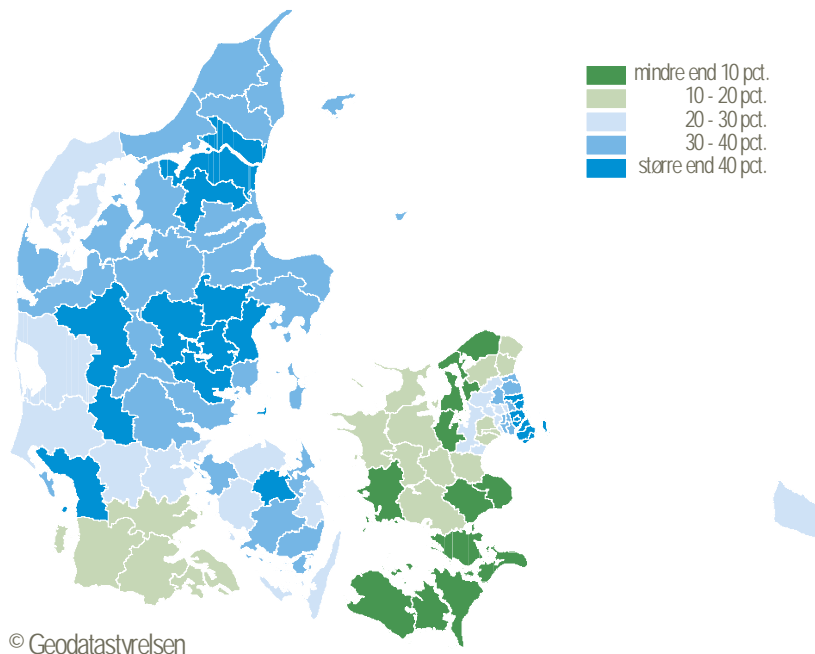 mindre end 10 pct.
10 - 20 pct.
20 - 30 pct.
30 - 40 pct.
større end 40 pct.
© Geodatastyrelsen